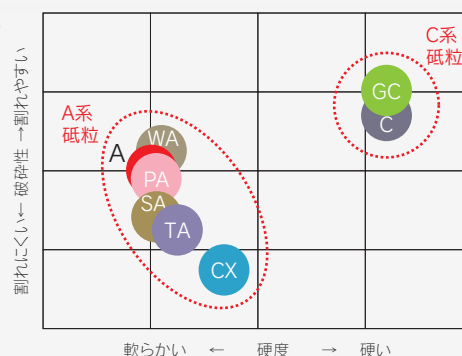 C系
砥粒
GC
C
A系
砥粒
WA
A
PA
SA
TA
CX
割れにくい← 破砕性 →割れやすい
軟らかい ← 硬度 → 硬い